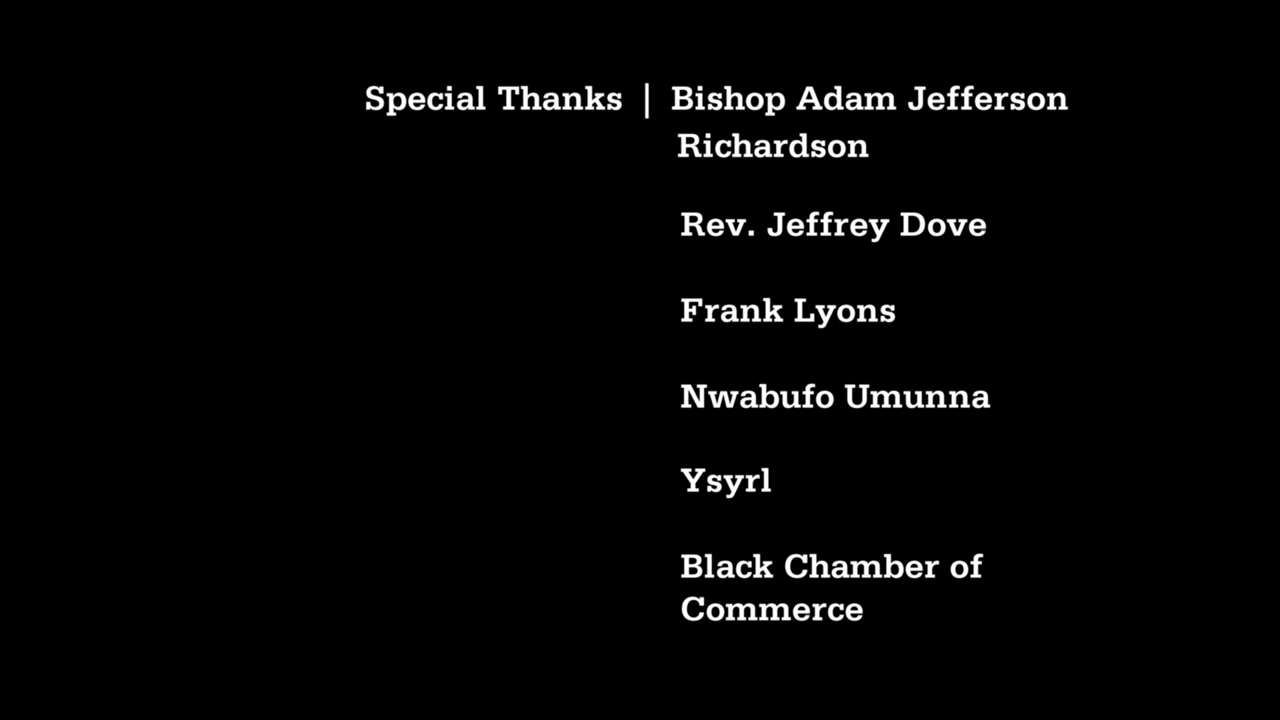 Special Thanks | Bishop Adam Jefferson
Richardson
Rev. Jeffrey Dove
Frank Lyons
Nwabufo Umunna
Ysyrl
Black Chamber of
Commerce